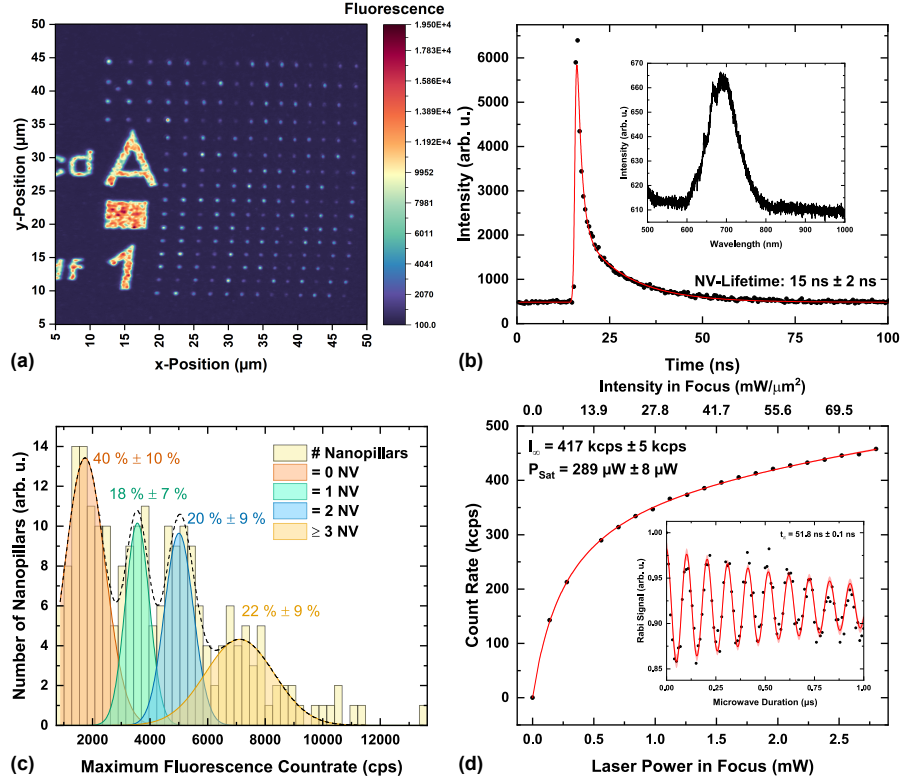 Fluorescence
1.950E+4
1.783E+4
1.586E+4
1.389E+4
1.192E+4
9952
7981
6011
4041
2070
100.0
50
45
40
35
30
25
20
15
10
5
y-Position (µm)
cd
A
1
5 10 15 20 25 30 35 40 45 50
x-Position (µm)
(a)
6000
5000
4000
3000
2000
1000
0
Intensity (arb. u.)
670
660
650
640
630
620
610
Intensity (arb. u.)
500 600 700 800 900 1000
Wavelength (nm)
NV-Lifetime: 15 ns ± 2 ns
0 25 50 75 100
Time (ns)
(b)
14
12
10
8
6
4
2
0
Number of Nanopillars (arb. u.)
40 % ± 10 %
18 % ± 7 %
20 % ± 9 %
22 % ± 9 %
# Nanopillars
= 0 NV
= 1 NV
= 2 NV
≥ 3 NV
2000 4000 6000 8000 10000 12000
Maximum Fluorescence Countrate (cps)
(c)
Intensity in Focus (mW/µm²)
0.0 13.9 27.8 41.7 55.6 69.5
500
400
300
200
100
0
Count Rate (kcps)
I∞ = 417 kcps ± 5 kcps
PSat = 289 µW ± 8 µW
tπ = 51.8 ns ± 0.1 ns
1,00
0,95
0,90
0,85
Rabi Signal (arb. u.)
0,00 0,25 0,50 0,75 1,00
Microwave Duration (µs)
0.0 0.5 1.0 1.5 2.0 2.5
Laser Power in Focus (mW)
(d)